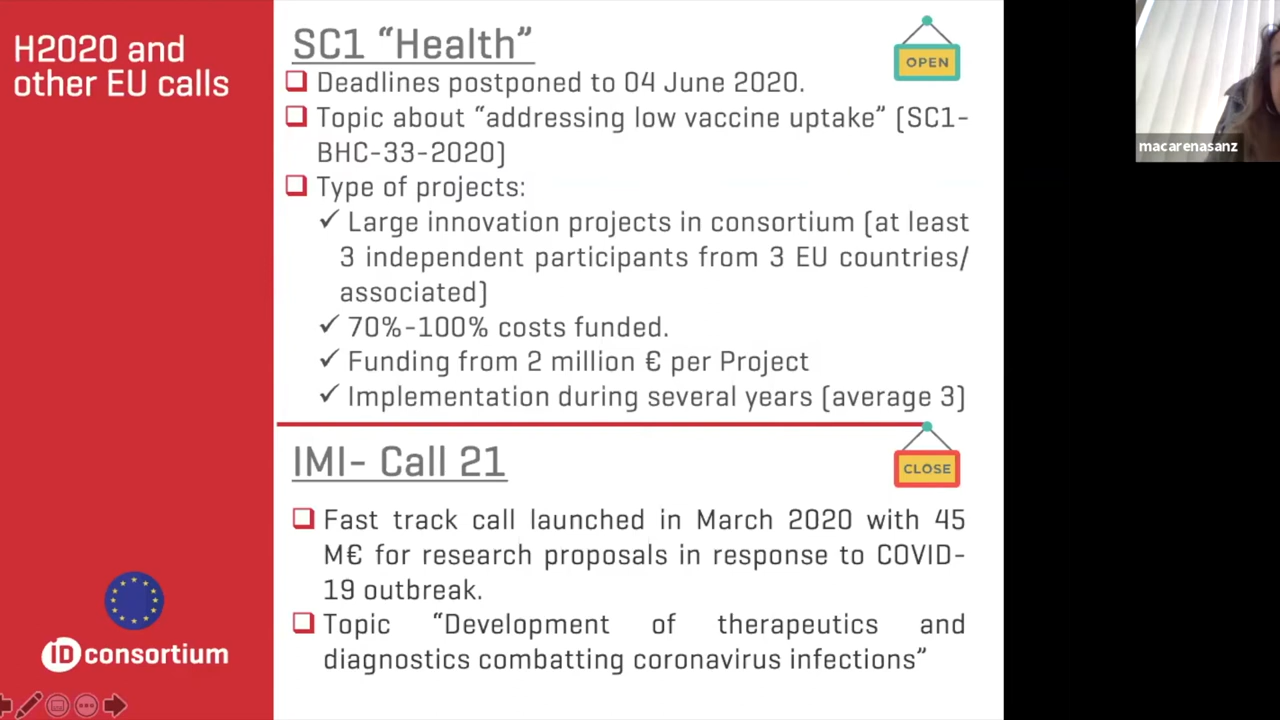 H2020 and
other EU calls
SC1 “Health”
OPEN
Deadlines postponed to 04 June 2020.
Topic about “addressing low vaccine uptake” (SC1-
BHC-33-2020)
Type of projects:
Large innovation projects in consortium (at least
3 independent participants from 3 EU countries/
associated)
70%-100% costs funded.
Funding from 2 million € per Project
Implementation during several years (average 3)
IMI- Call 21
CLOSE
Fast track call launched in March 2020 with 45
M€ for research proposals in response to COVID-
19 outbreak.
Topic “Development of therapeutics and
diagnostics combatting coronavirus infections”
ID consortium
macarenasanz